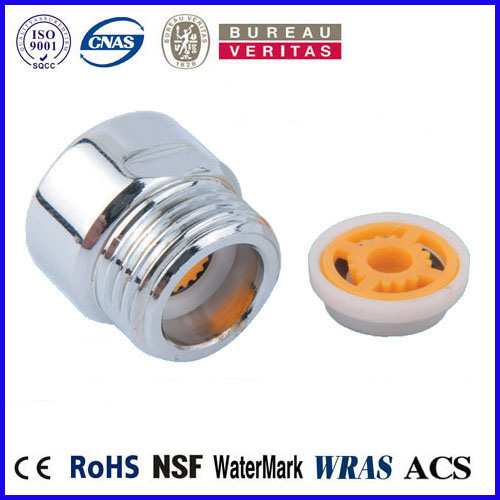 ISO
9001
SQCC
CNAS
1828
BUREAU
VERITAS
CE RoHS NSF WaterMark WRAS ACS